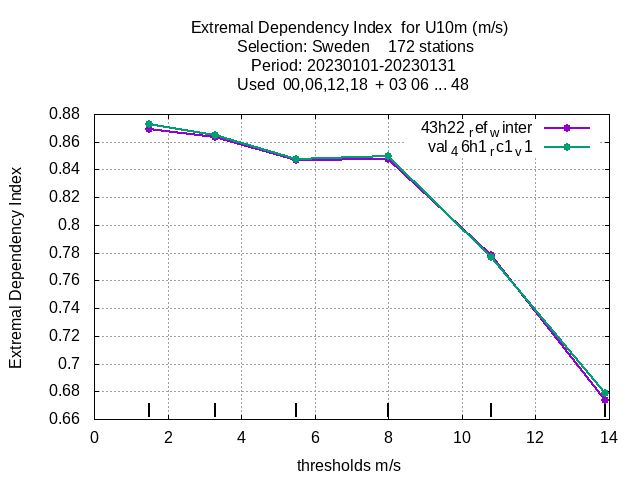 Extremal Dependency Index for U10m (m/s)
Selection: Sweden 172 stations
Period: 20230101-20230131
Used 00,06,12,18 + 03 06 ... 48
43h22 r ef w inter
val 4 6h1 r c1 v 1
Extremal Dependency Index
0.88
0.86
0.84
0.82
0.8
0.78
0.76
0.74
0.72
0.7
0.68
0.66
0 2 4 6 8 10 12 14
thresholds m/s